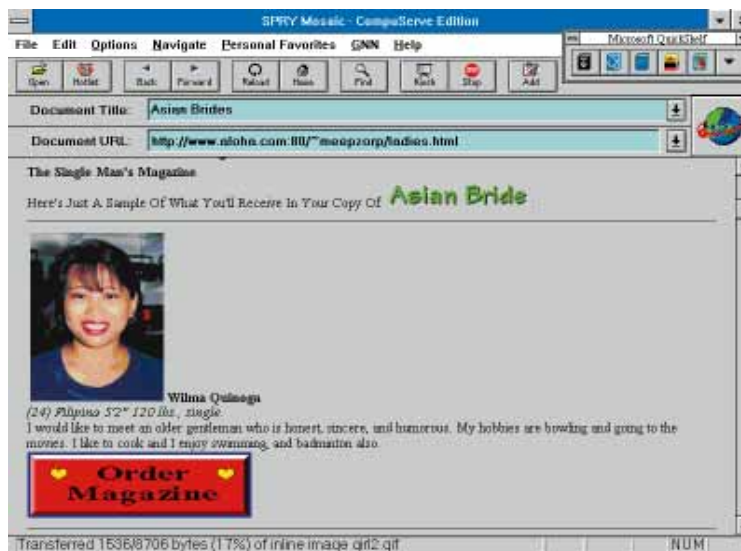 SPRY Mosaic - CompuServe Edition
File Edit Options Navigate Personal Favorites GNN Help
Microsoft QuickShelf
Open Hotlist Back Forward Reload Home Find Kiosk Stop Add
Document Title: Asian Brides
Document URL: http://www.aloha.com:80/~meepzorp/ladies.html
The Single Man's Magazine
Here's Just A Sample Of What You'll Receive In Your Copy Of Asian Bride
Wilma
(24) Filipina 5'2" 120 lbs., single
I would like to meet an older gentleman who is honest, sincere, and humorous. My hobbies are bowling and going to the
movies. I like to cook and I enjoy swimming, and badminton also.
Order
Magazine
Transferred 1536/8706 bytes (17%) of inline image girl2.gif NUM